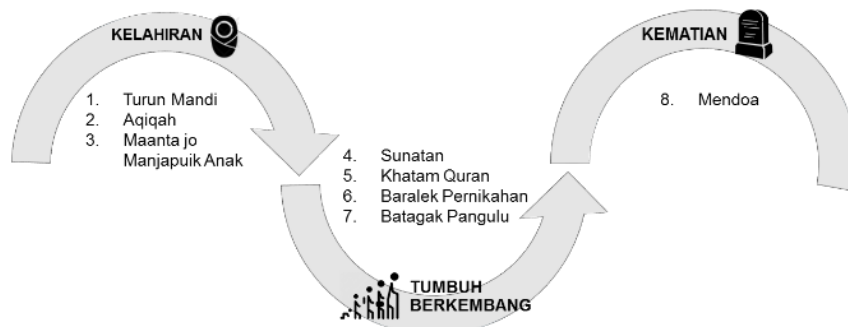 KELAHIRAN
1. Turun Mandi
2. Aqiqah
3. Maanta jo
Manjapuik Anak
4. Sunatan
5. Khatam Quran
6. Baralek Pernikahan
7. Batagak Pangulu
TUMBUH
BERKEMBANG
KEMATIAN
8. Mendoa